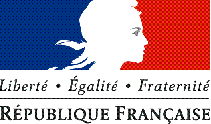 Liberté • Égalité • Fraternité
RÉPUBLIQUE FRANÇAISE